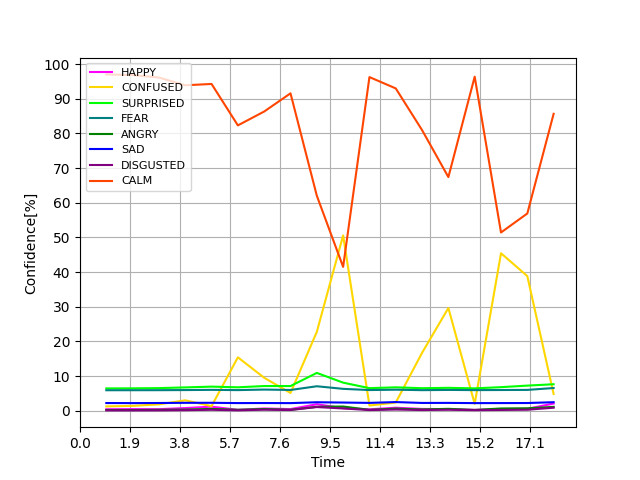 100
90
80
70
60
50
40
30
20
10
0
Confidence[%]
HAPPY
CONFUSED
SURPRISED
FEAR
ANGRY
SAD
DISGUSTED
CALM
0.0 1.9 3.8 5.7 7.6 9.5 11.4 13.3 15.2 17.1
Time